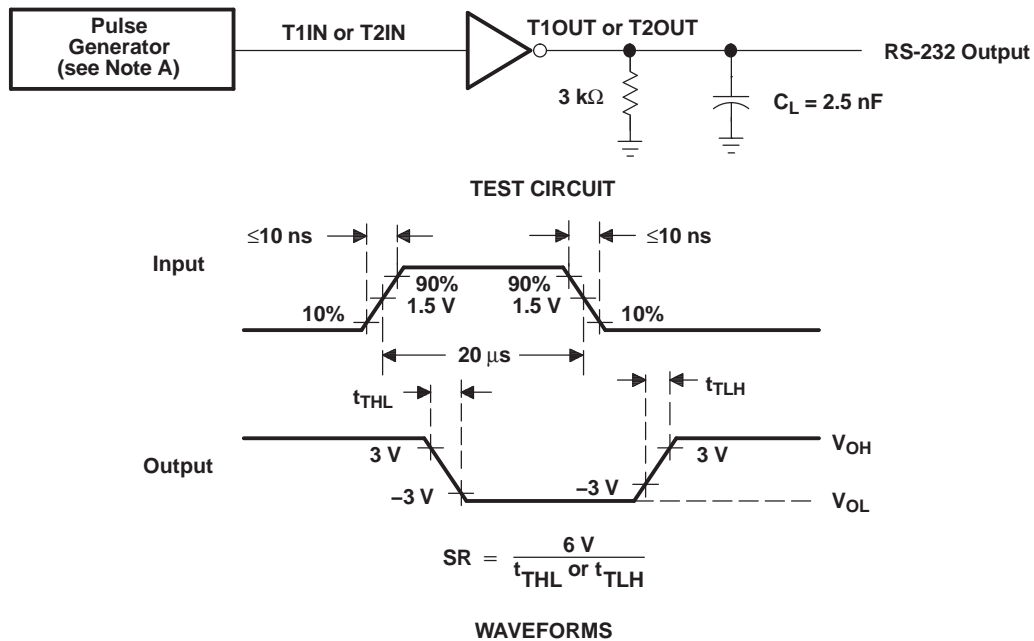 Pulse
Generator
(see Note A)
T1IN or T2IN
T1OUT or T2OUT
RS-232 Output
3 kΩ
C_L = 2.5 nF
TEST CIRCUIT
≤10 ns
≤10 ns
Input
90%
90%
1.5 V
1.5 V
10%
10%
20 μs
t_THL
t_TLH
Output
3 V
3 V
V_OH
–3 V
–3 V
V_OL
SR = 6 V / t_THL or t_TLH
WAVEFORMS